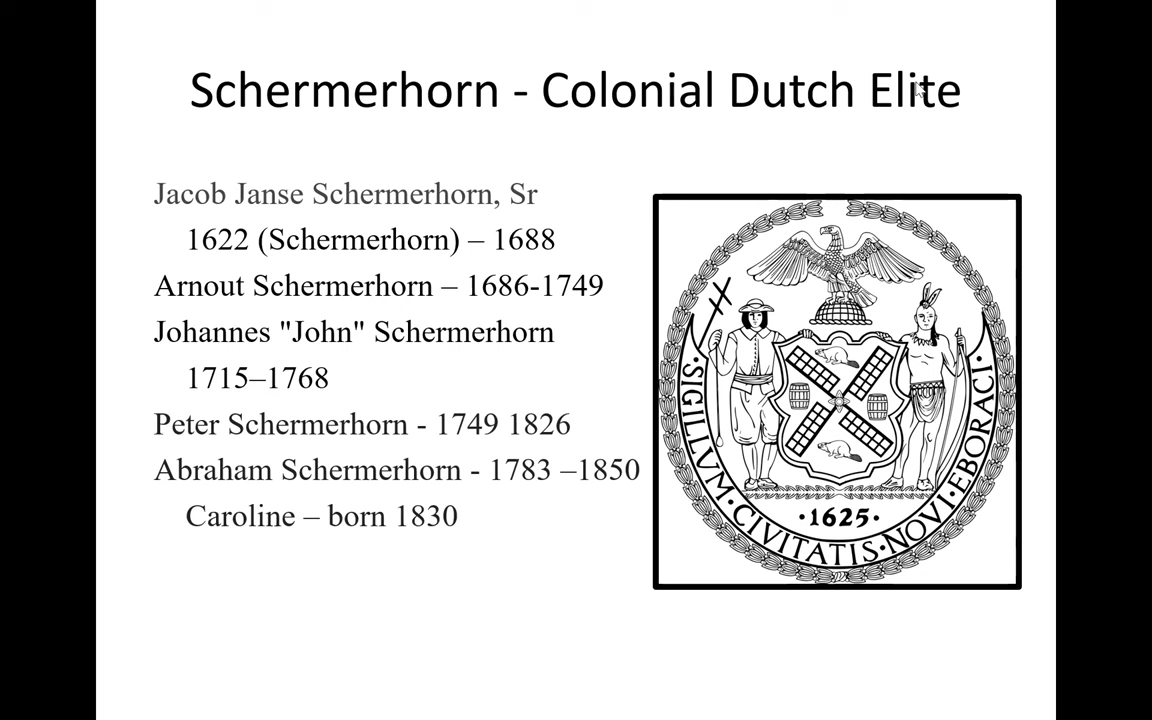 Schermerhorn - Colonial Dutch Elite
Jacob Janse Schermerhorn, Sr
1622 (Schermerhorn) – 1688
Arnout Schermerhorn – 1686-1749
Johannes "John" Schermerhorn
1715–1768
Peter Schermerhorn - 1749 1826
Abraham Schermerhorn - 1783 –1850
Caroline – born 1830
·SIGILLVM·CIVITATIS·NOVI·EBORACI·
·1625·